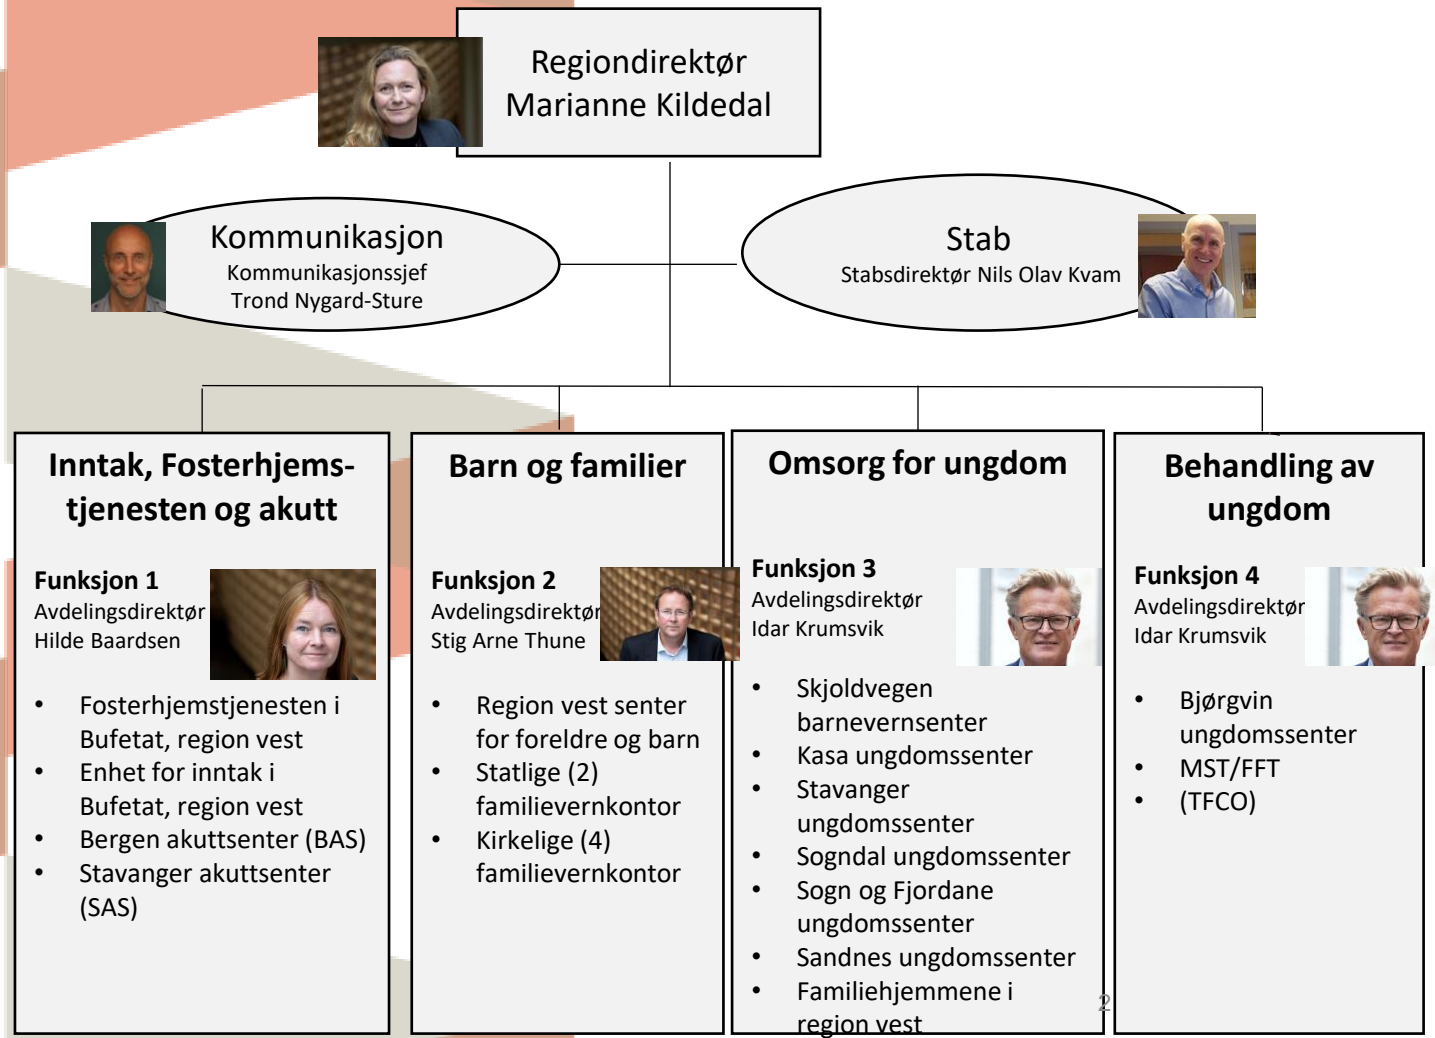 Regiondirektør
Marianne Kildedal
Kommunikasjon
Kommunikasjonssjef
Trond Nygard-Sture
Stab
Stabsdirektør Nils Olav Kvam
Inntak, Fosterhjems-
tjenesten og akutt
Funksjon 1
Avdelingsdirektør
Hilde Baardsen
• Fosterhjemstjenesten i
Bufetat, region vest
• Enhet for inntak i
Bufetat, region vest
• Bergen akuttsenter (BAS)
• Stavanger akuttsenter
(SAS)
Barn og familier
Funksjon 2
Avdelingsdirektør
Stig Arne Thune
• Region vest senter
for foreldre og barn
• Statlige (2)
familievernkontor
• Kirkelige (4)
familievernkontor
Omsorg for ungdom
Funksjon 3
Avdelingsdirektør
Idar Krumsvik
• Skjoldvegen
barnevernsenter
• Kasa ungdomssenter
• Stavanger
ungdomssenter
• Sogndal ungdomssenter
• Sogn og Fjordane
ungdomssenter
• Sandnes ungdomssenter
• Familiehjemmene i
region vest
Behandling av
ungdom
Funksjon 4
Avdelingsdirektør
Idar Krumsvik
• Bjørgvin
ungdomssenter
• MST/FFT
• (TFCO)
2